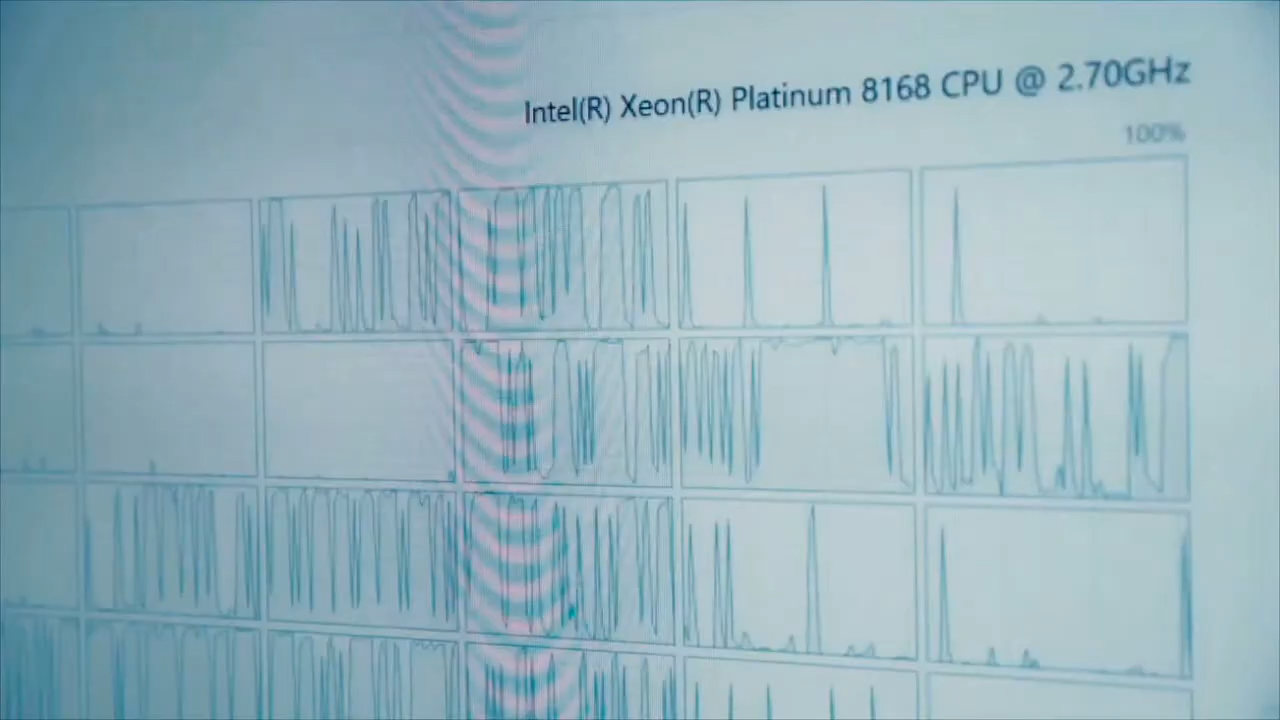 Intel(R) Xeon(R) Platinum 8168 CPU @ 2.70GHz
100%